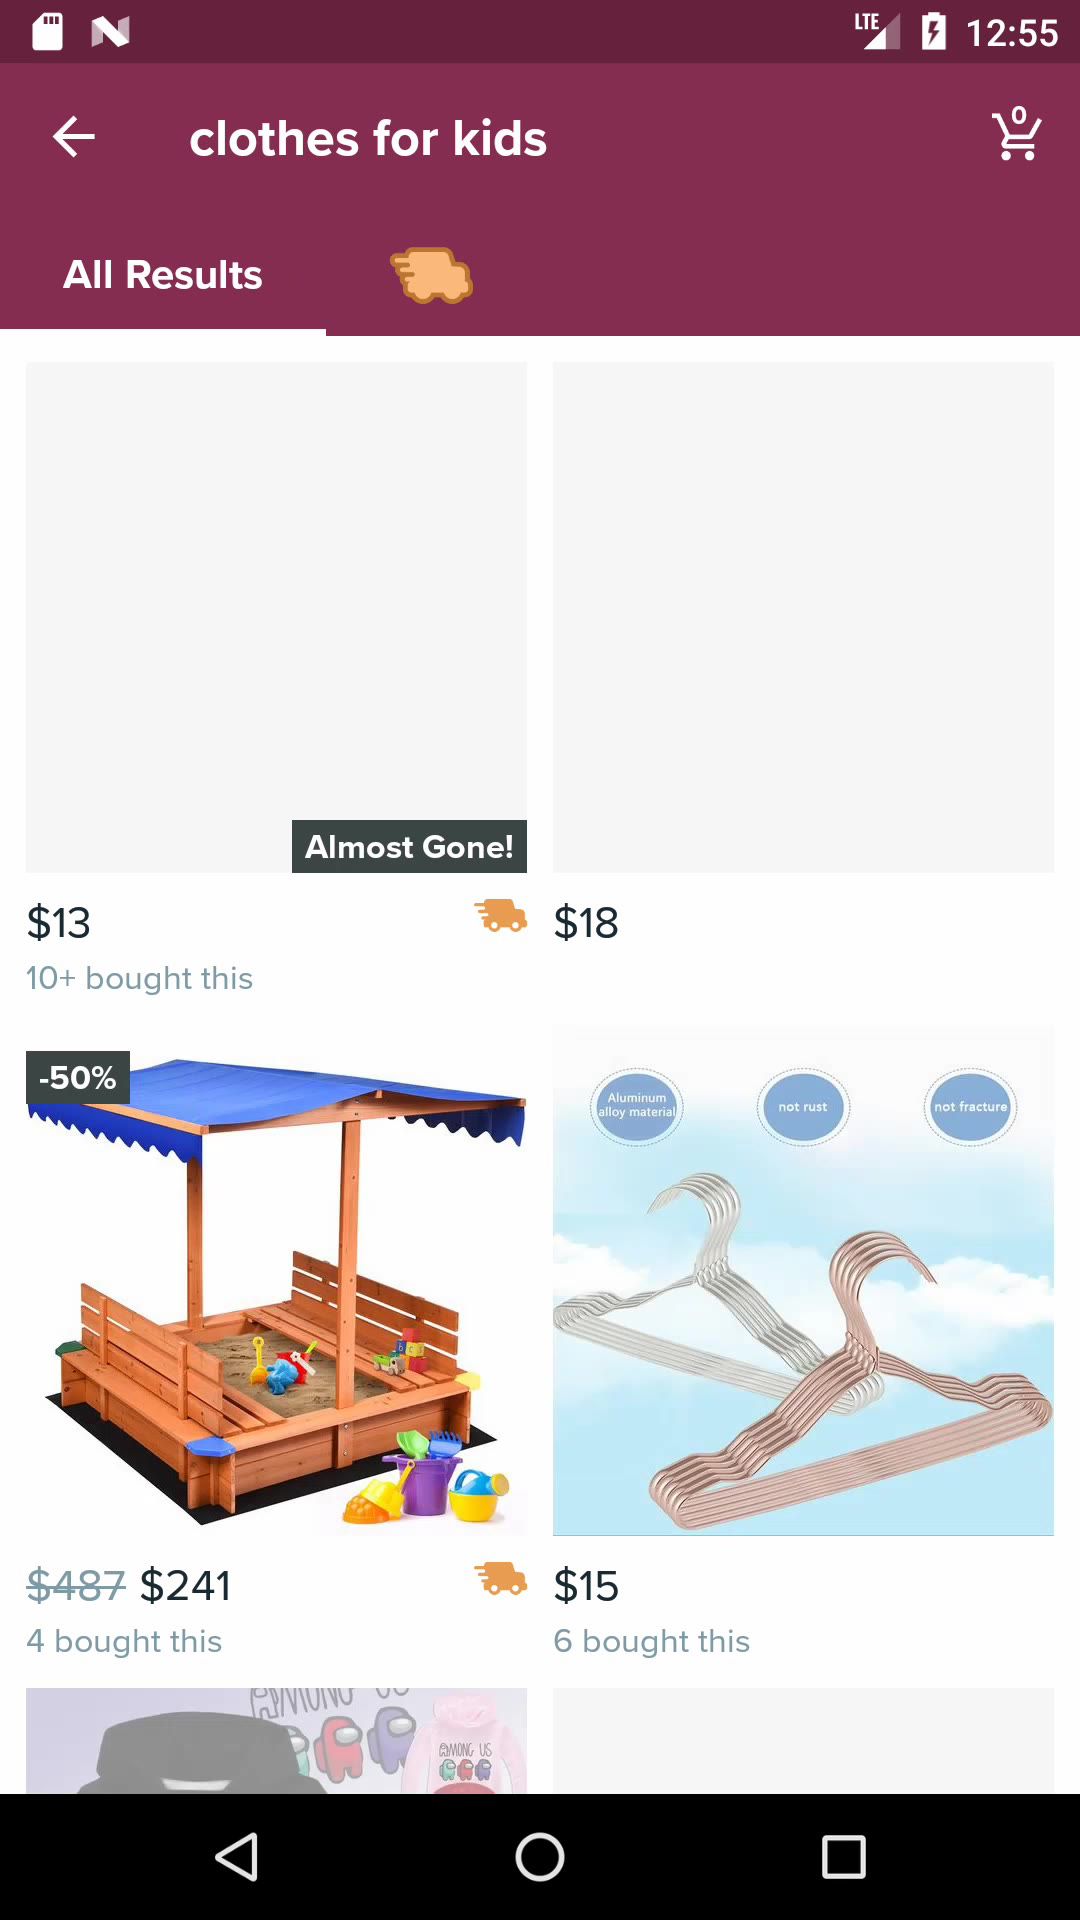 LTE 12:55
clothes for kids
0
All Results
Almost Gone!
$13
$18
10+ bought this
-50%
Aluminum
alloy material
not rust
not fracture
$487 $241
$15
4 bought this
6 bought this
AMONG US
AMONG US